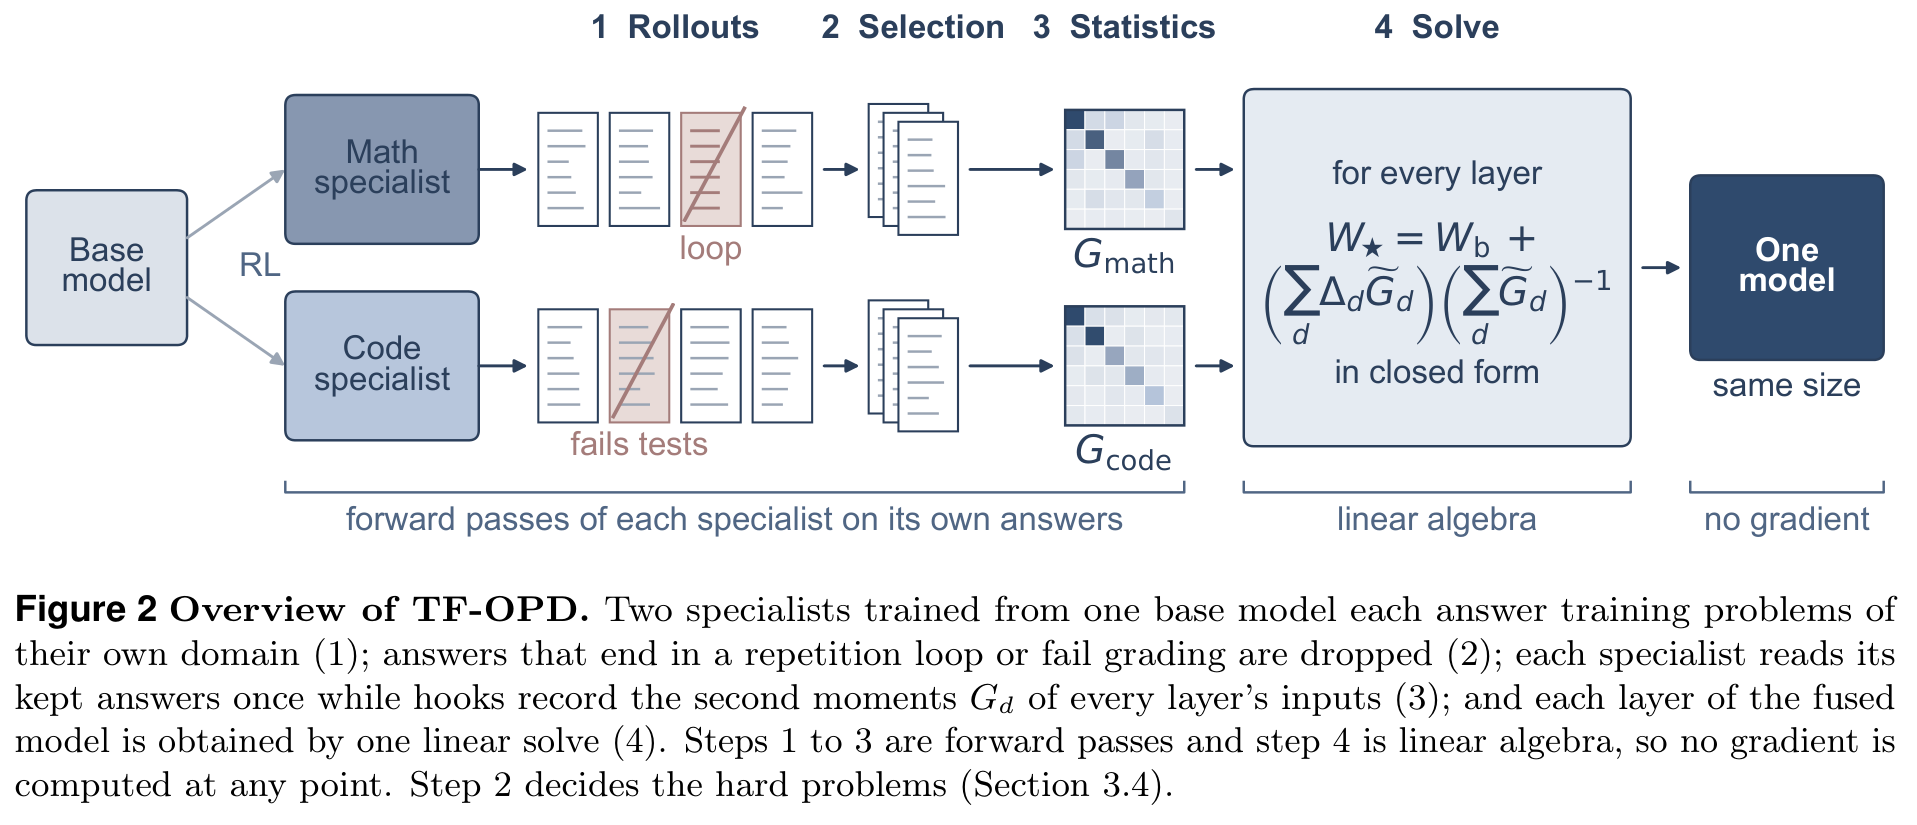 1 Rollouts
2 Selection
3 Statistics
4 Solve
Base
model
RL
Math
specialist
loop
G_math
Code
specialist
fails tests
G_code
for every layer
W_★ = W_b +
(∑_d Δ_d G̃_d) (∑_d G̃_d)^−1
in closed form
One
model
same size
forward passes of each specialist on its own answers
linear algebra
no gradient
Figure 2 Overview of TF-OPD. Two specialists trained from one base model each answer training problems of
their own domain (1); answers that end in a repetition loop or fail grading are dropped (2); each specialist reads its
kept answers once while hooks record the second moments G_d of every layer's inputs (3); and each layer of the fused
model is obtained by one linear solve (4). Steps 1 to 3 are forward passes and step 4 is linear algebra, so no gradient is
computed at any point. Step 2 decides the hard problems (Section 3.4).